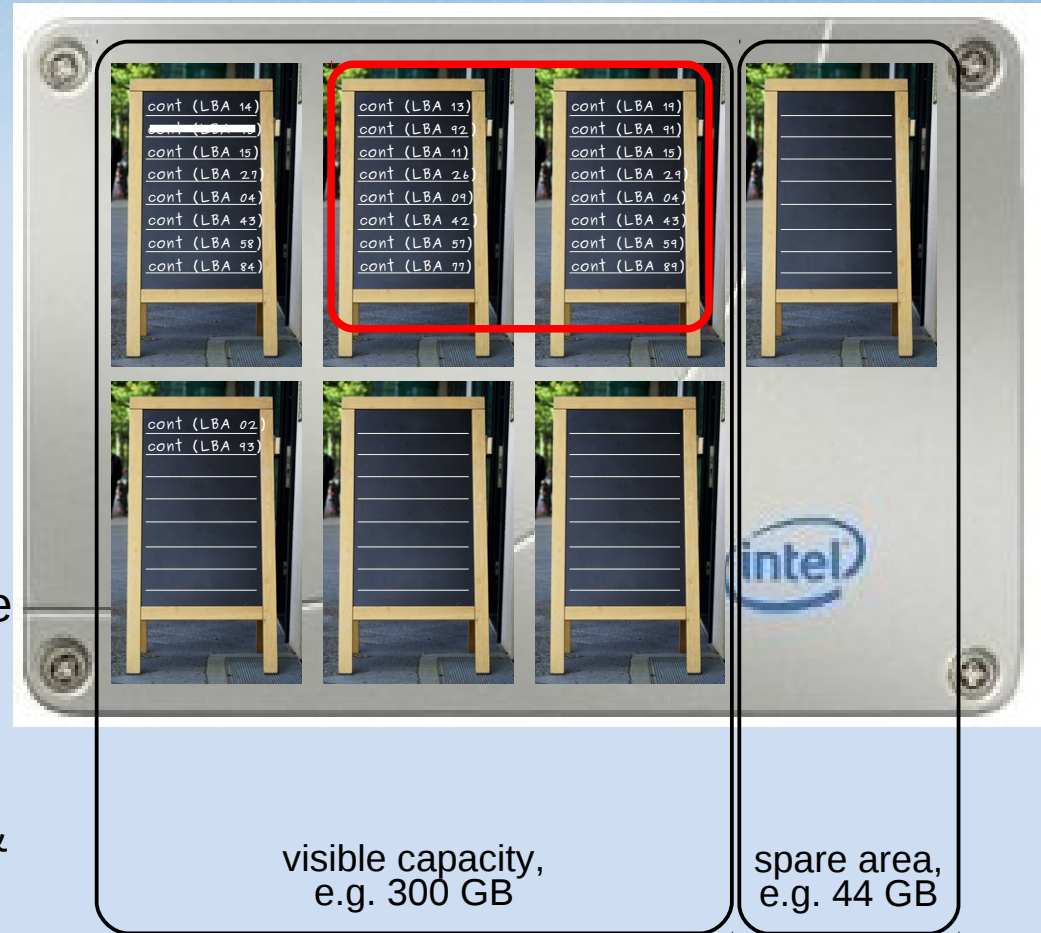 cont (LBA 14)
cont (LBA
cont (LBA 15)
cont (LBA 27)
cont (LBA 04)
cont (LBA 43)
cont (LBA 58)
cont (LBA 84)
cont (LBA 13)
cont (LBA 92)
cont (LBA 11)
cont (LBA 26)
cont (LBA 09)
cont (LBA 42)
cont (LBA 57)
cont (LBA 77)
cont (LBA 19)
cont (LBA 91)
cont (LBA 15)
cont (LBA 29)
cont (LBA 04)
cont (LBA 43)
cont (LBA 59)
cont (LBA 89)
cont (LBA 02)
cont (LBA 93)
intel
e
&
visible capacity,
e.g. 300 GB
spare area,
e.g. 44 GB